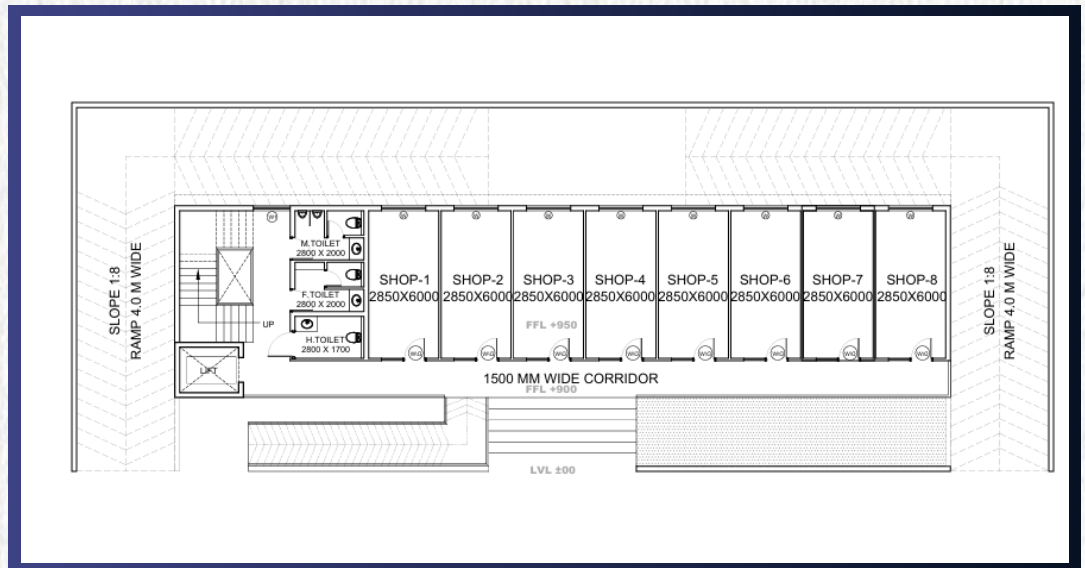 M.TOILET
2800 X 2000
F.TOILET
2800 X 2000
H.TOILET
2800 X 1700
UP
LIFT
SHOP-1
2850X6000
SHOP-2
2850X6000
SHOP-3
2850X6000
SHOP-4
2850X6000
SHOP-5
2850X6000
SHOP-6
2850X6000
SHOP-7
2850X6000
SHOP-8
2850X6000
FFL +950
1500 MM WIDE CORRIDOR
FFL +900
LVL ±00
SLOPE 1:8
RAMP 4.0 M WIDE
SLOPE 1:8
RAMP 4.0 M WIDE
W1
W
W
W
W
W
W
W
W